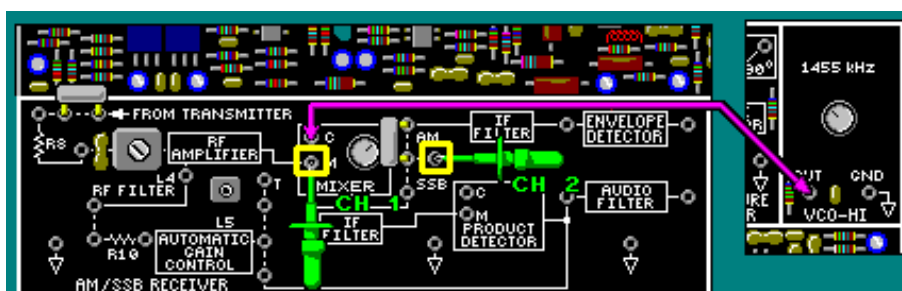 90°
1455 kHz
FROM TRANSMITTER
R8
RF
AMPLIFIER
L4
RF FILTER
C
M
MIXER
CH 1
AM
SSB
IF
FILTER
ENVELOPE
DETECTOR
CH 2
T
L5
R10
AUTOMATIC
GAIN
CONTROL
IF
FILTER
C
M
PRODUCT
DETECTOR
AUDIO
FILTER
AM/SSB RECEIVER
OUT
GND
VCO-HI